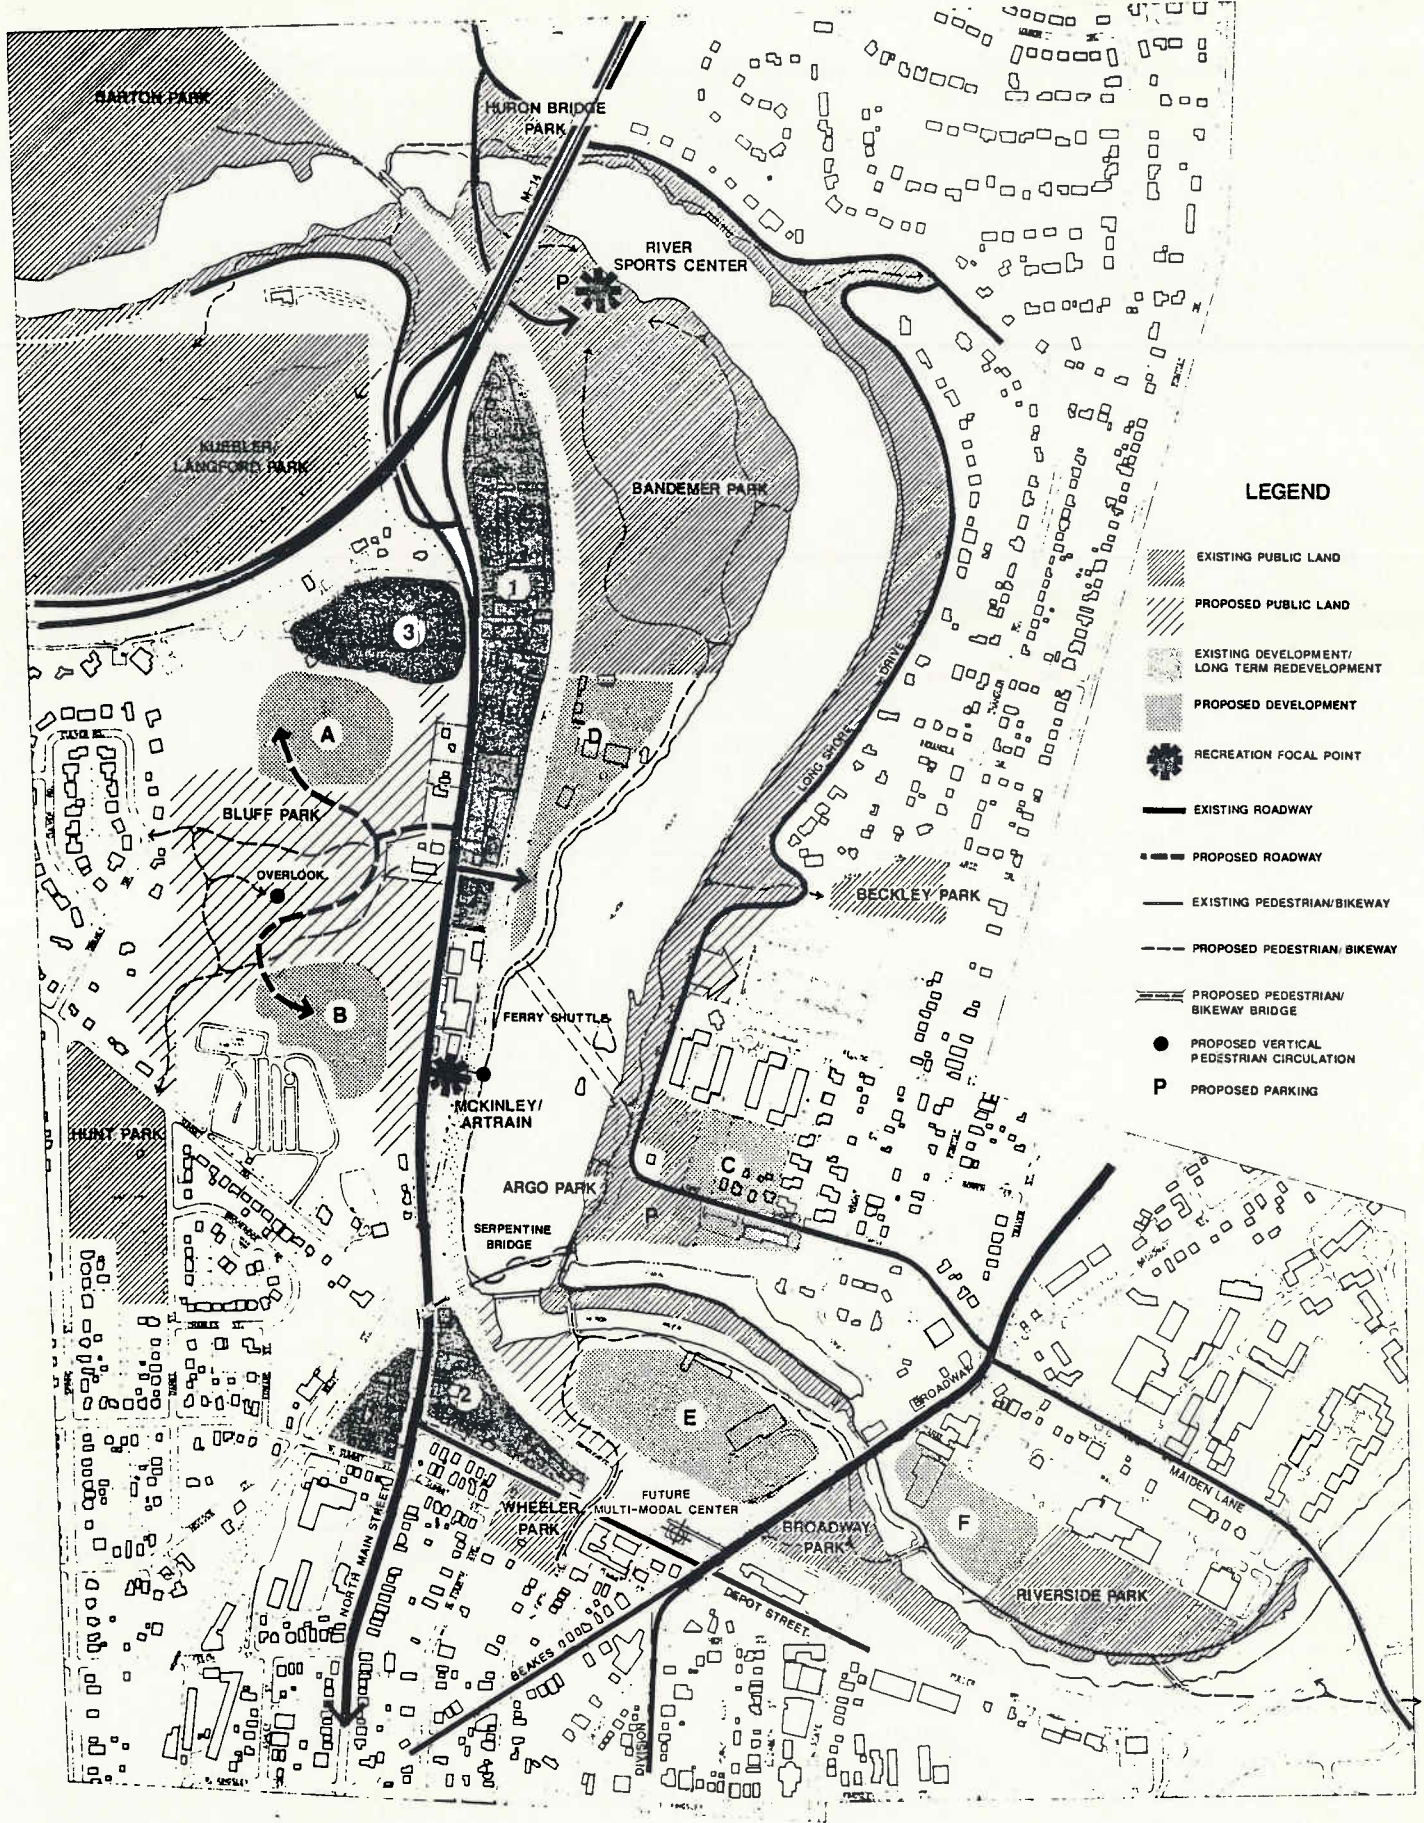 BARTON PARK
HURON BRIDGE
PARK
M-14
RIVER
SPORTS CENTER
P
KUEBLER/
LANGFORD PARK
BANDEMER PARK
1
3
A
D
BLUFF PARK
OVERLOOK
LONG SHORE DRIVE
BECKLEY PARK
B
FERRY SHUTTLE
MCKINLEY/
ARTRAIN
HUNT PARK
ARGO PARK
C
P
SERPENTINE
BRIDGE
2
E
BROADWAY
W. SUMMIT
NORTH MAIN STREET
WHEELER
PARK
FUTURE
MULTI-MODAL CENTER
BROADWAY
PARK
F
MAIDEN LANE
RIVERSIDE PARK
DEPOT STREET
BEAKES
DIVISION
LEGEND
EXISTING PUBLIC LAND
PROPOSED PUBLIC LAND
EXISTING DEVELOPMENT/
LONG TERM REDEVELOPMENT
PROPOSED DEVELOPMENT
RECREATION FOCAL POINT
EXISTING ROADWAY
PROPOSED ROADWAY
EXISTING PEDESTRIAN/BIKEWAY
PROPOSED PEDESTRIAN/BIKEWAY
PROPOSED PEDESTRIAN/
BIKEWAY BRIDGE
PROPOSED VERTICAL
PEDESTRIAN CIRCULATION
P
PROPOSED PARKING